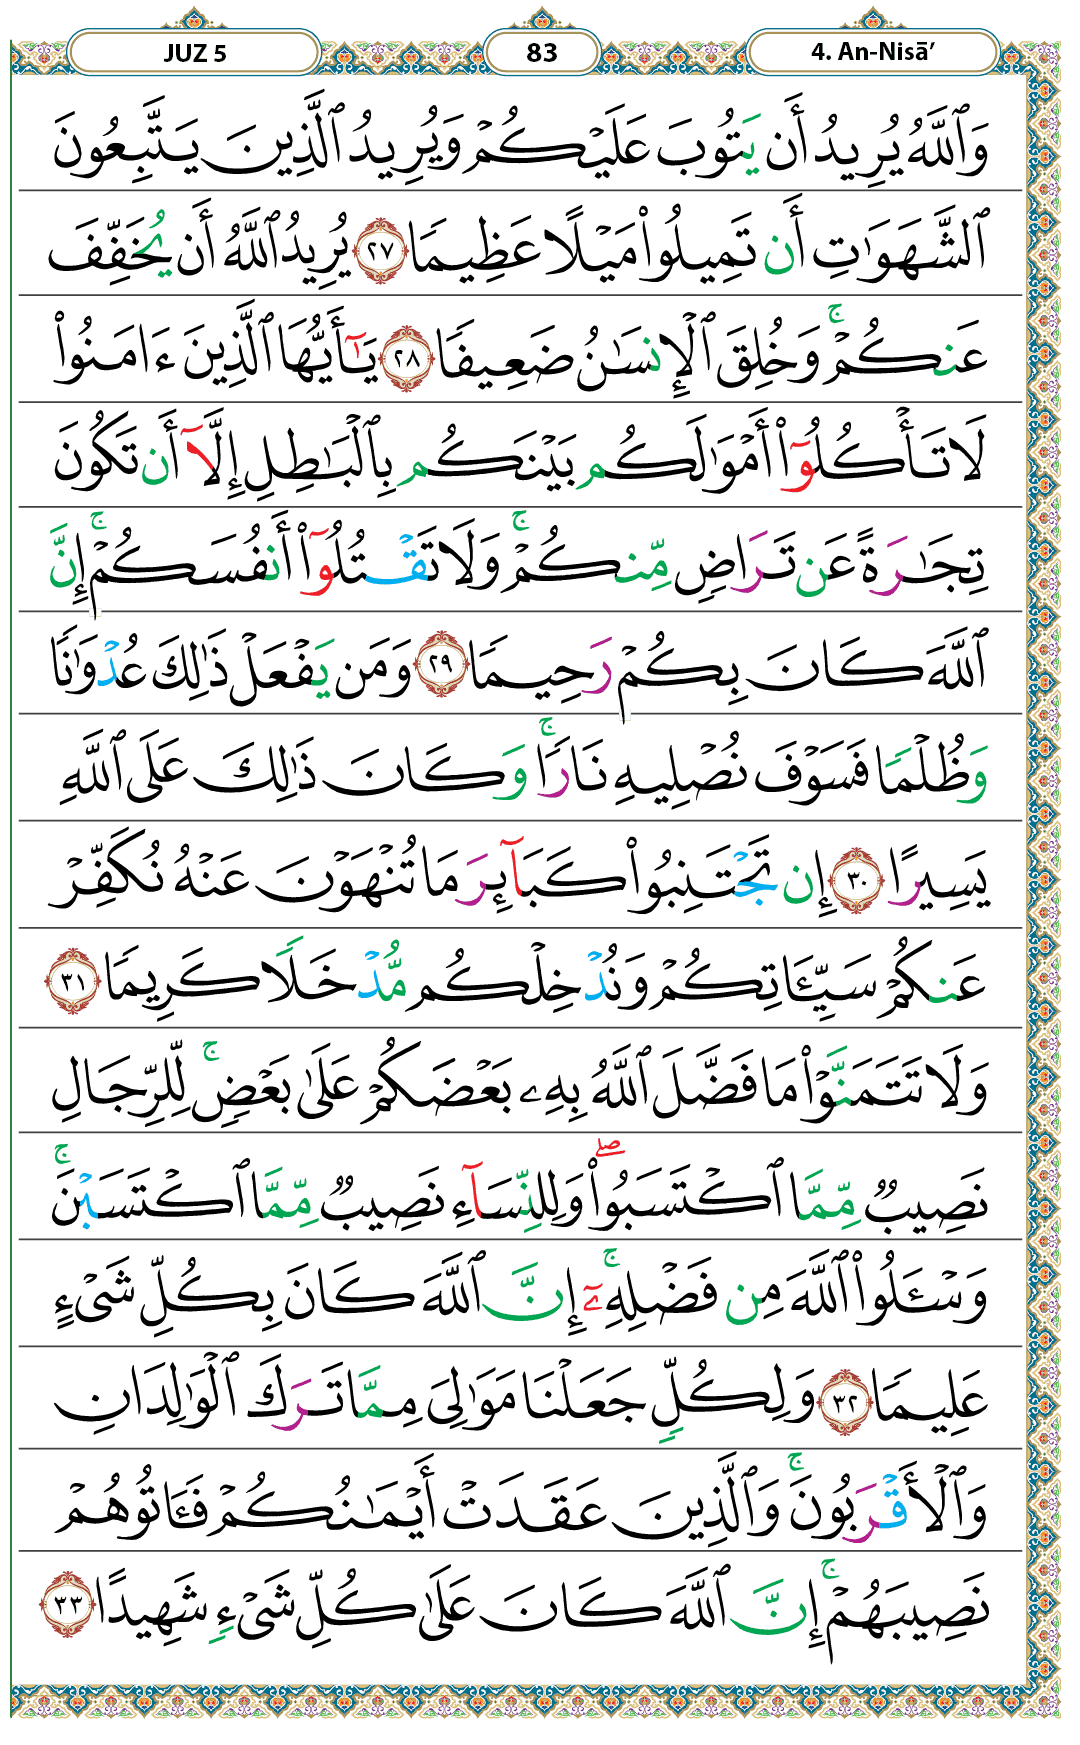 JUZ 5 83 4. An-Nisā’
وَٱللَّهُ يُرِيدُ أَن يَتُوبَ عَلَيْكُمْ وَيُرِيدُ ٱلَّذِينَ يَتَّبِعُونَ
ٱلشَّهَوَٰتِ أَن تَمِيلُوا۟ مَيْلًا عَظِيمًا ٢٧ يُرِيدُ ٱللَّهُ أَن يُخَفِّفَ
عَنكُمْ ۚ وَخُلِقَ ٱلْإِنسَـٰنُ ضَعِيفًا ٢٨ يَـٰٓأَيُّهَا ٱلَّذِينَ ءَامَنُوا۟
لَا تَأْكُلُوٓا۟ أَمْوَٰلَكُم بَيْنَكُم بِٱلْبَـٰطِلِ إِلَّآ أَن تَكُونَ
تِجَـٰرَةً عَن تَرَاضٍ مِّنكُمْ ۚ وَلَا تَقْتُلُوٓا۟ أَنفُسَكُمْ ۚ إِنَّ
ٱللَّهَ كَانَ بِكُمْ رَحِيمًا ٢٩ وَمَن يَفْعَلْ ذَٰلِكَ عُدْوَٰنًا
وَظُلْمًا فَسَوْفَ نُصْلِيهِ نَارًا ۚ وَكَانَ ذَٰلِكَ عَلَى ٱللَّهِ
يَسِيرًا ٣٠ إِن تَجْتَنِبُوا۟ كَبَآئِرَ مَا تُنْهَوْنَ عَنْهُ نُكَفِّرْ
عَنكُمْ سَيِّـَٔاتِكُمْ وَنُدْخِلْكُم مُّدْخَلًا كَرِيمًا ٣١
وَلَا تَتَمَنَّوْا۟ مَا فَضَّلَ ٱللَّهُ بِهِۦ بَعْضَكُمْ عَلَىٰ بَعْضٍ ۚ لِّلرِّجَالِ
نَصِيبٌ مِّمَّا ٱكْتَسَبُوا۟ ۖ وَلِلنِّسَآءِ نَصِيبٌ مِّمَّا ٱكْتَسَبْنَ ۚ
وَسْـَٔلُوا۟ ٱللَّهَ مِن فَضْلِهِۦٓ ۚ إِنَّ ٱللَّهَ كَانَ بِكُلِّ شَىْءٍ
عَلِيمًا ٣٢ وَلِكُلٍّ جَعَلْنَا مَوَٰلِىَ مِمَّا تَرَكَ ٱلْوَٰلِدَانِ
وَٱلْأَقْرَبُونَ ۚ وَٱلَّذِينَ عَقَدَتْ أَيْمَـٰنُكُمْ فَـَٔاتُوهُمْ
نَصِيبَهُمْ ۚ إِنَّ ٱللَّهَ كَانَ عَلَىٰ كُلِّ شَىْءٍ شَهِيدًا ٣٣